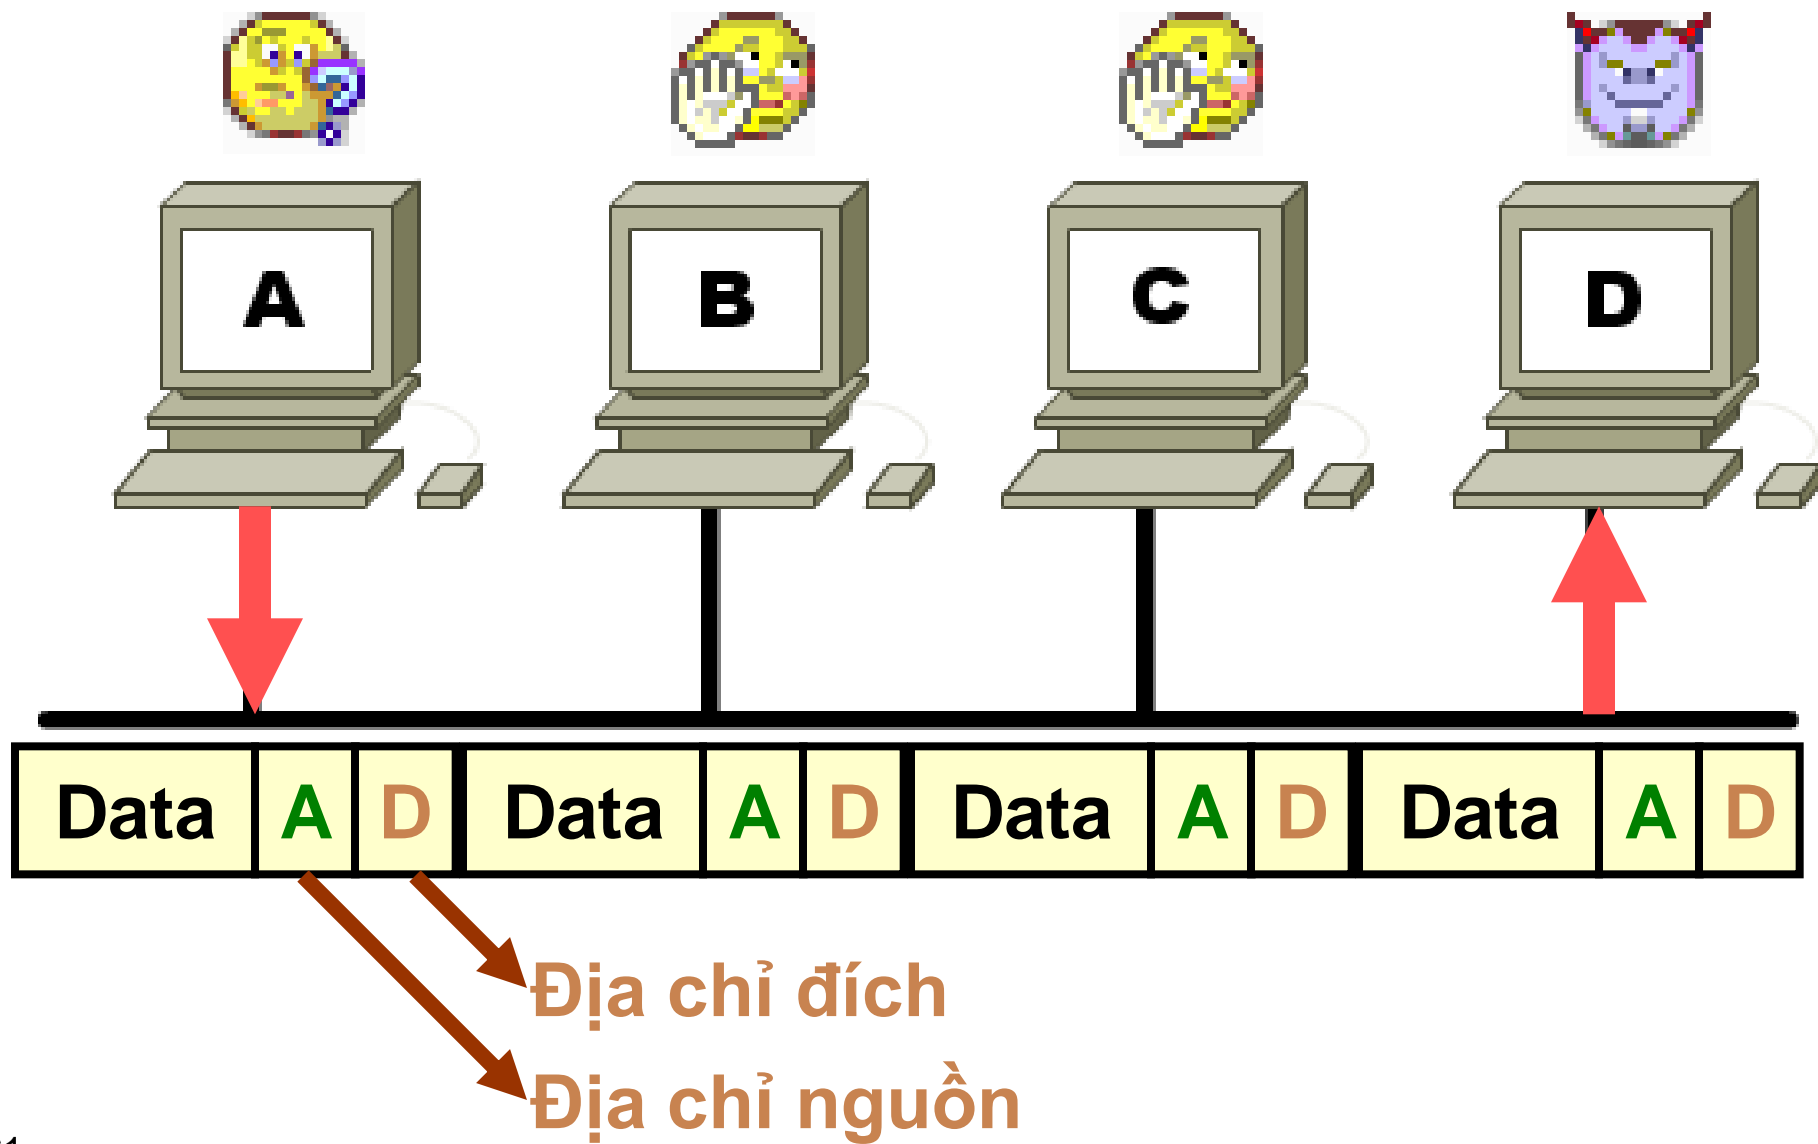 A B C D
Data A D Data A D Data A D Data A D
Địa chỉ đích
Địa chỉ nguồn